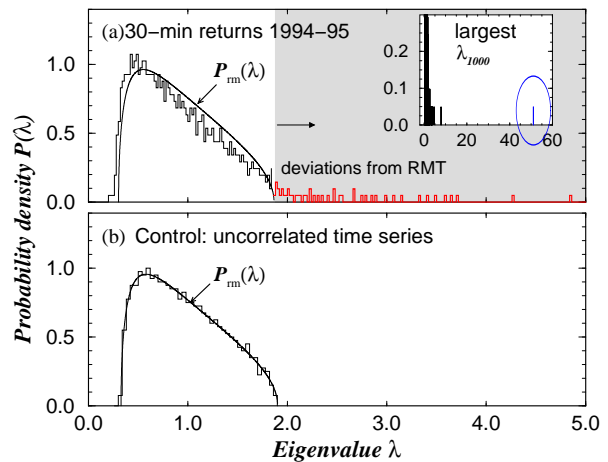 (a)30−min returns 1994−95
largest
λ1000
Prm(λ)
deviations from RMT
0.2
0.1
0.0
0 20 40 60
1.0
0.5
0.0
(b) Control: uncorrelated time series
Prm(λ)
1.0
0.5
0.0
0.0 1.0 2.0 3.0 4.0 5.0
Probability density P(λ)
Eigenvalue λ